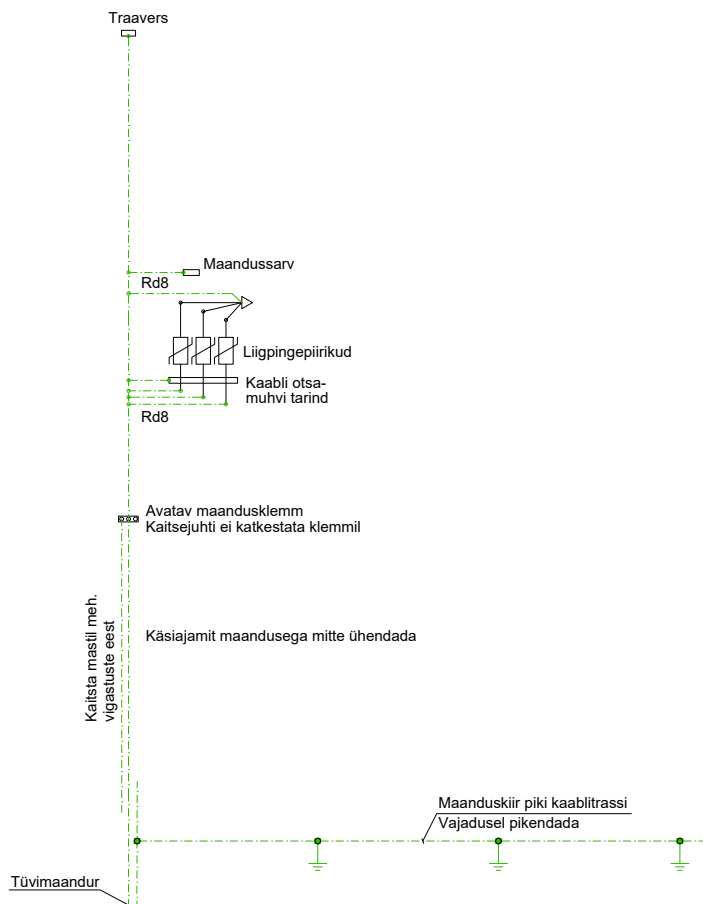 Traavers
Maandussarv
Rd8
Liigpingepiirikud
Kaabli otsa-
muhvi tarind
Rd8
Avatav maandusklemm
Kaitsejuhti ei katkestata klemmil
Kaitsta mastil meh.
vigastuste eest
Käsiajamit maandusega mitte ühendada
Maanduskiir piki kaablitrassi
Vajadusel pikendada
Tüvimaandur